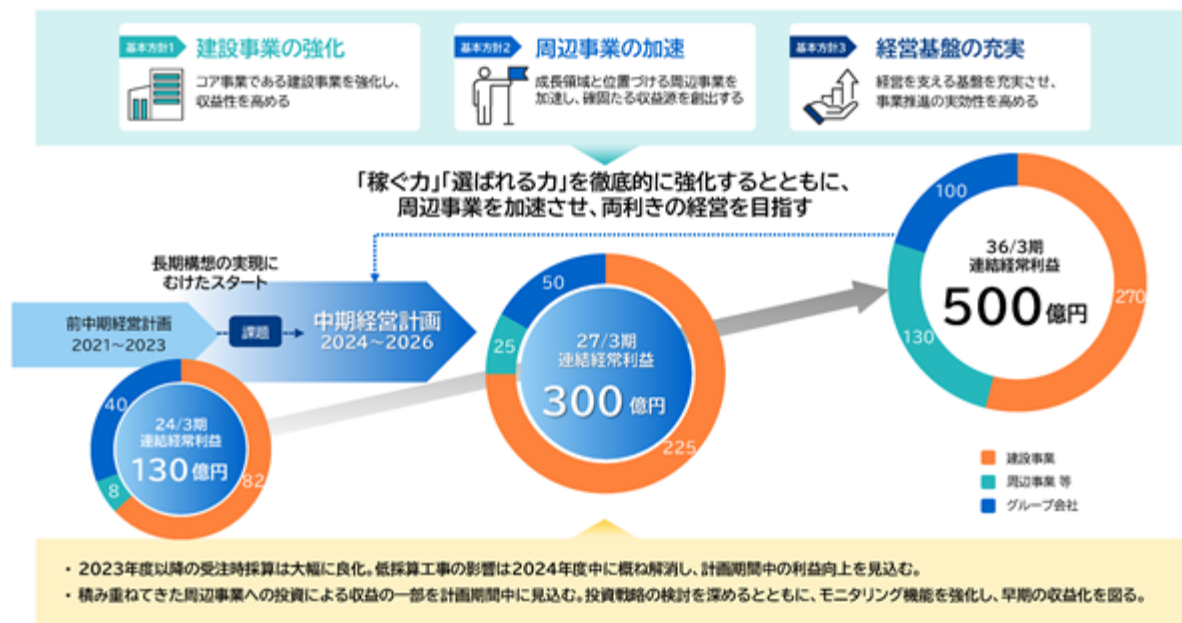 基本方針1
建設事業の強化
コア事業である建設事業を強化し、
収益性を高める
基本方針2
周辺事業の加速
成長領域と位置づける周辺事業を
加速し、確固たる収益源を創出する
基本方針3
経営基盤の充実
経営を支える基盤を充実させ、
事業推進の実効性を高める
「稼ぐ力」「選ばれる力」を徹底的に強化するとともに、
周辺事業を加速させ、両利きの経営を目指す
長期構想の実現に
むけたスタート
前中期経営計画
2021~2023
課題
中期経営計画
2024~2026
40
8
82
24/3期
連結経常利益
130億円
50
25
225
27/3期
連結経常利益
300億円
100
130
270
36/3期
連結経常利益
500億円
建設事業
周辺事業 等
グループ会社
・2023年度以降の受注時採算は大幅に良化。低採算工事の影響は2024年度中に概ね解消し、計画期間中の利益向上を見込む。
・積み重ねてきた周辺事業への投資による収益の一部を計画期間中に見込む。投資戦略の検討を深めるとともに、モニタリング機能を強化し、早期の収益化を図る。